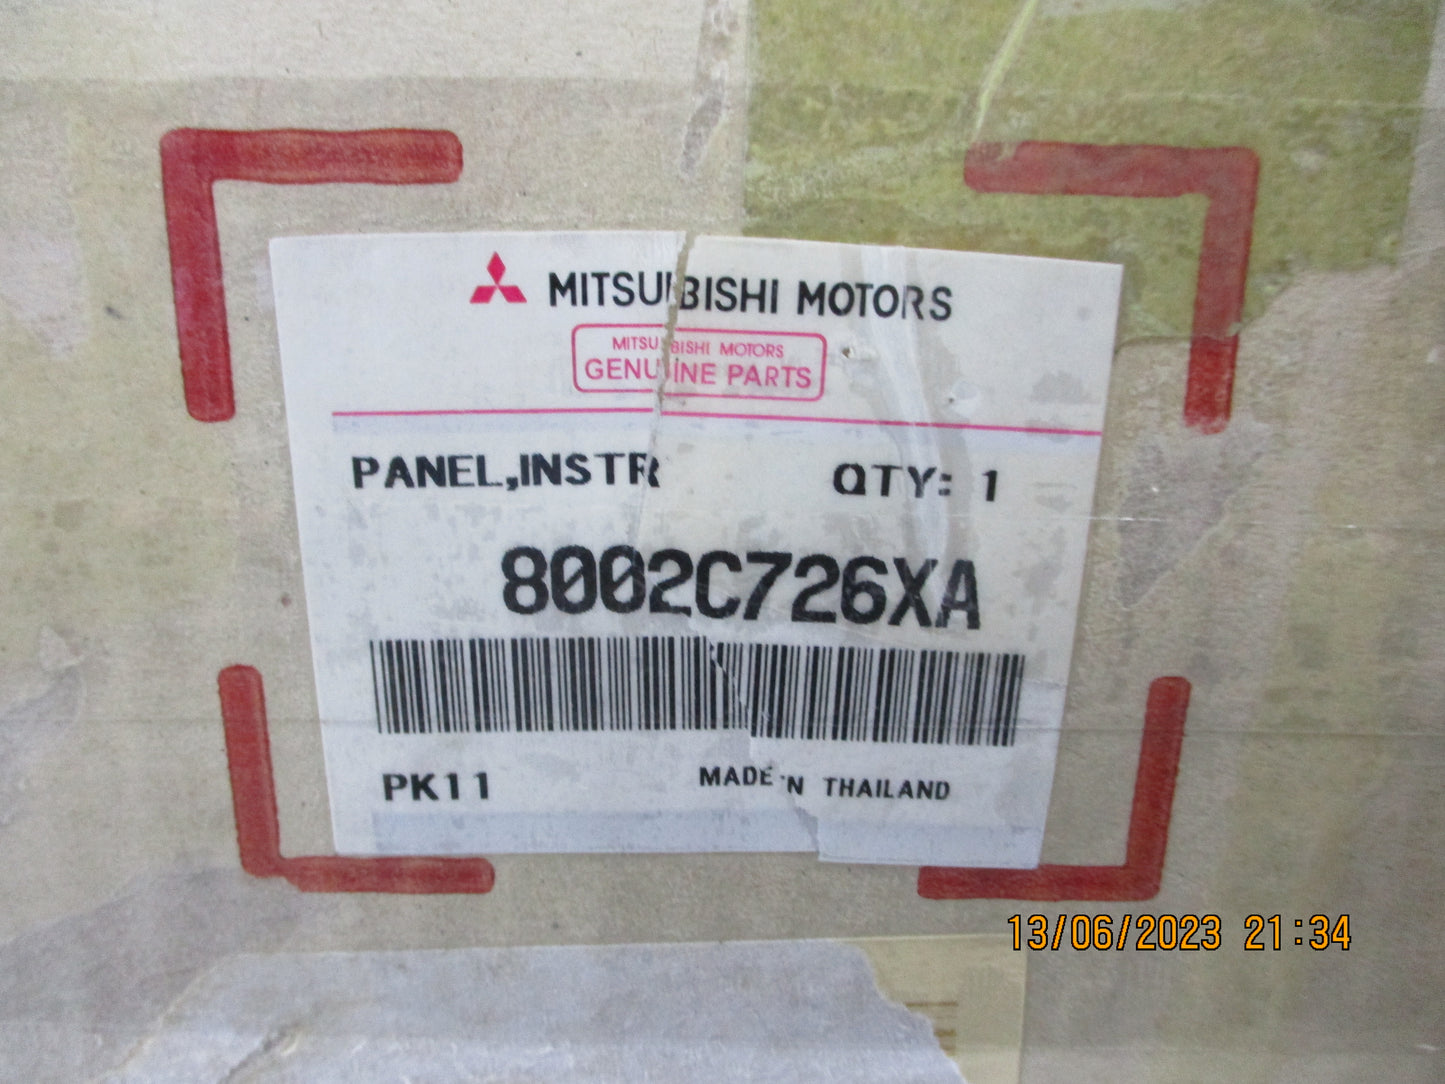 MITSUBISHI MOTORS
MITSUBISHI MOTORS
GENUINE PARTS
PANEL,INSTR QTY: 1
8002C726XA
PK11 MADE 'N THAILAND
13/06/2023 21:34